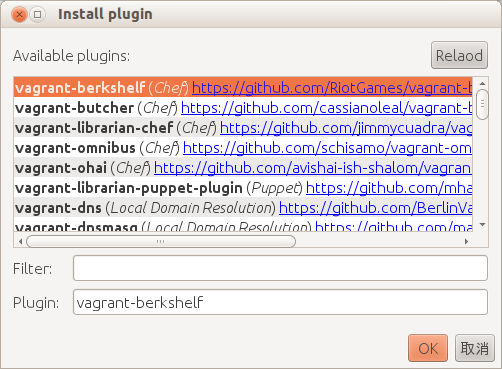 Install plugin
Available plugins:
Relaod
vagrant-berkshelf (Chef) https://github.com/RiotGames/vagrant-b
vagrant-butcher (Chef) https://github.com/cassianoleal/vagrant-b
vagrant-librarian-chef (Chef) https://github.com/jimmycuadra/vag
vagrant-omnibus (Chef) https://github.com/schisamo/vagrant-om
vagrant-ohai (Chef) https://github.com/avishai-ish-shalom/vagran
vagrant-librarian-puppet-plugin (Puppet) https://github.com/mha
vagrant-dns (Local Domain Resolution) https://github.com/BerlinVa
vagrant-dnsmasq (Local Domain Resolution) https://github.com/ma
Filter:
Plugin: vagrant-berkshelf
OK
取消